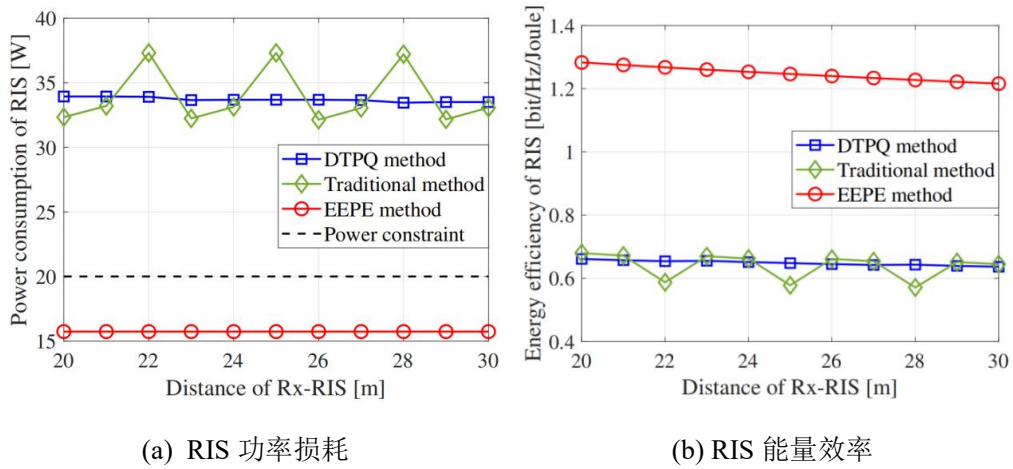 Power consumption of RIS [W]
40
35
30
25
20
15
DTPQ method
Traditional method
EEPE method
Power constraint
20 22 24 26 28 30
Distance of Rx-RIS [m]
(a) RIS 功率损耗
Energy efficiency of RIS [bit/Hz/Joule]
1.4
1.2
1
0.8
0.6
0.4
DTPQ method
Traditional method
EEPE method
20 22 24 26 28 30
Distance of Rx-RIS [m]
(b) RIS 能量效率